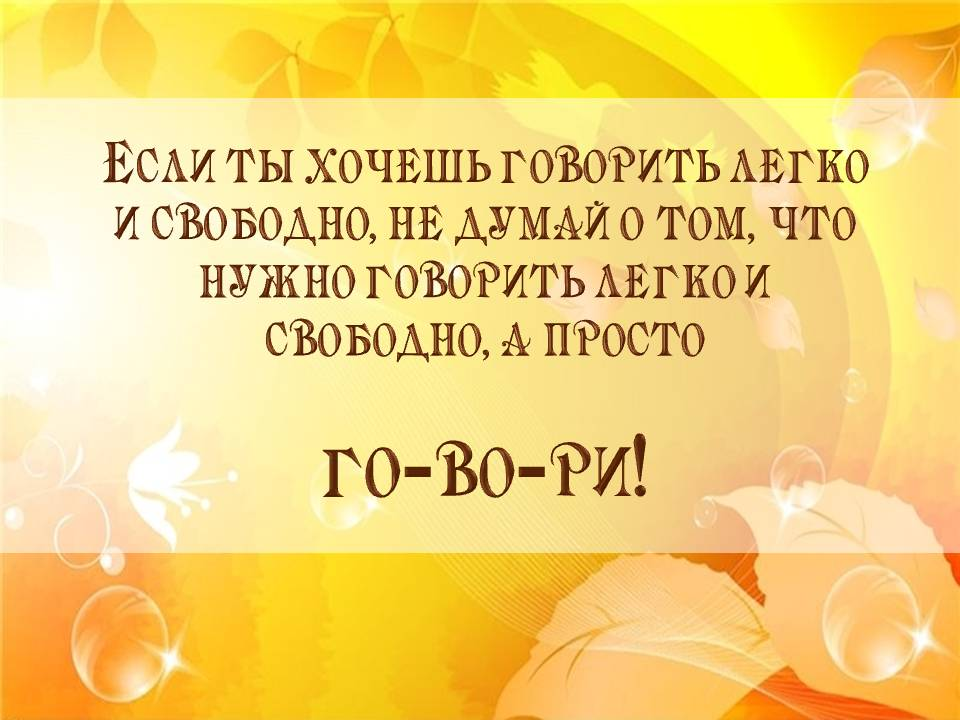 Если ты хочешь говорить легко
и свободно, не думай о том, что
нужно говорить легко и
свободно, а просто
го-во-ри!